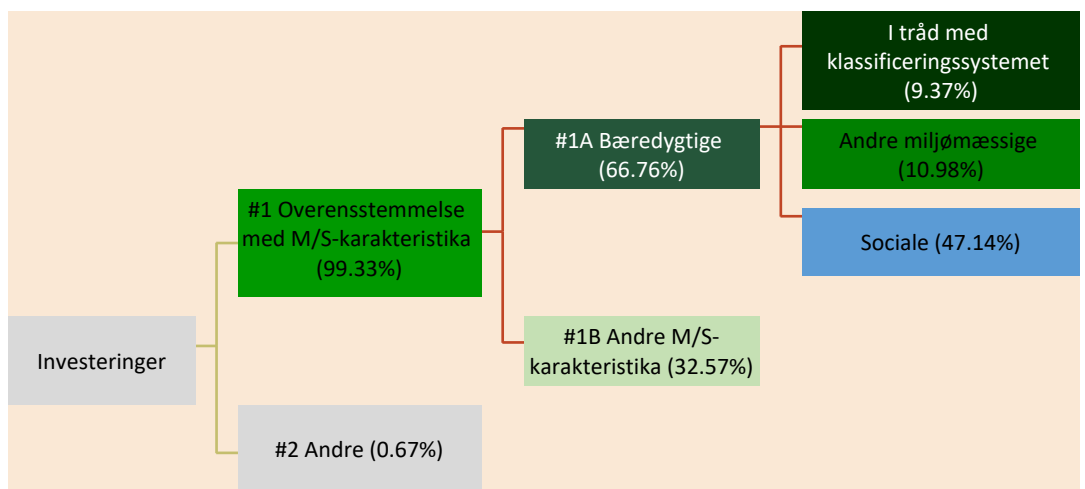 Investeringer
#1 Overensstemmelse
med M/S-karakteristika
(99.33%)
#2 Andre (0.67%)
#1A Bæredygtige
(66.76%)
#1B Andre M/S-
karakteristika (32.57%)
I tråd med
klassificeringssystemet
(9.37%)
Andre miljømæssige
(10.98%)
Sociale (47.14%)